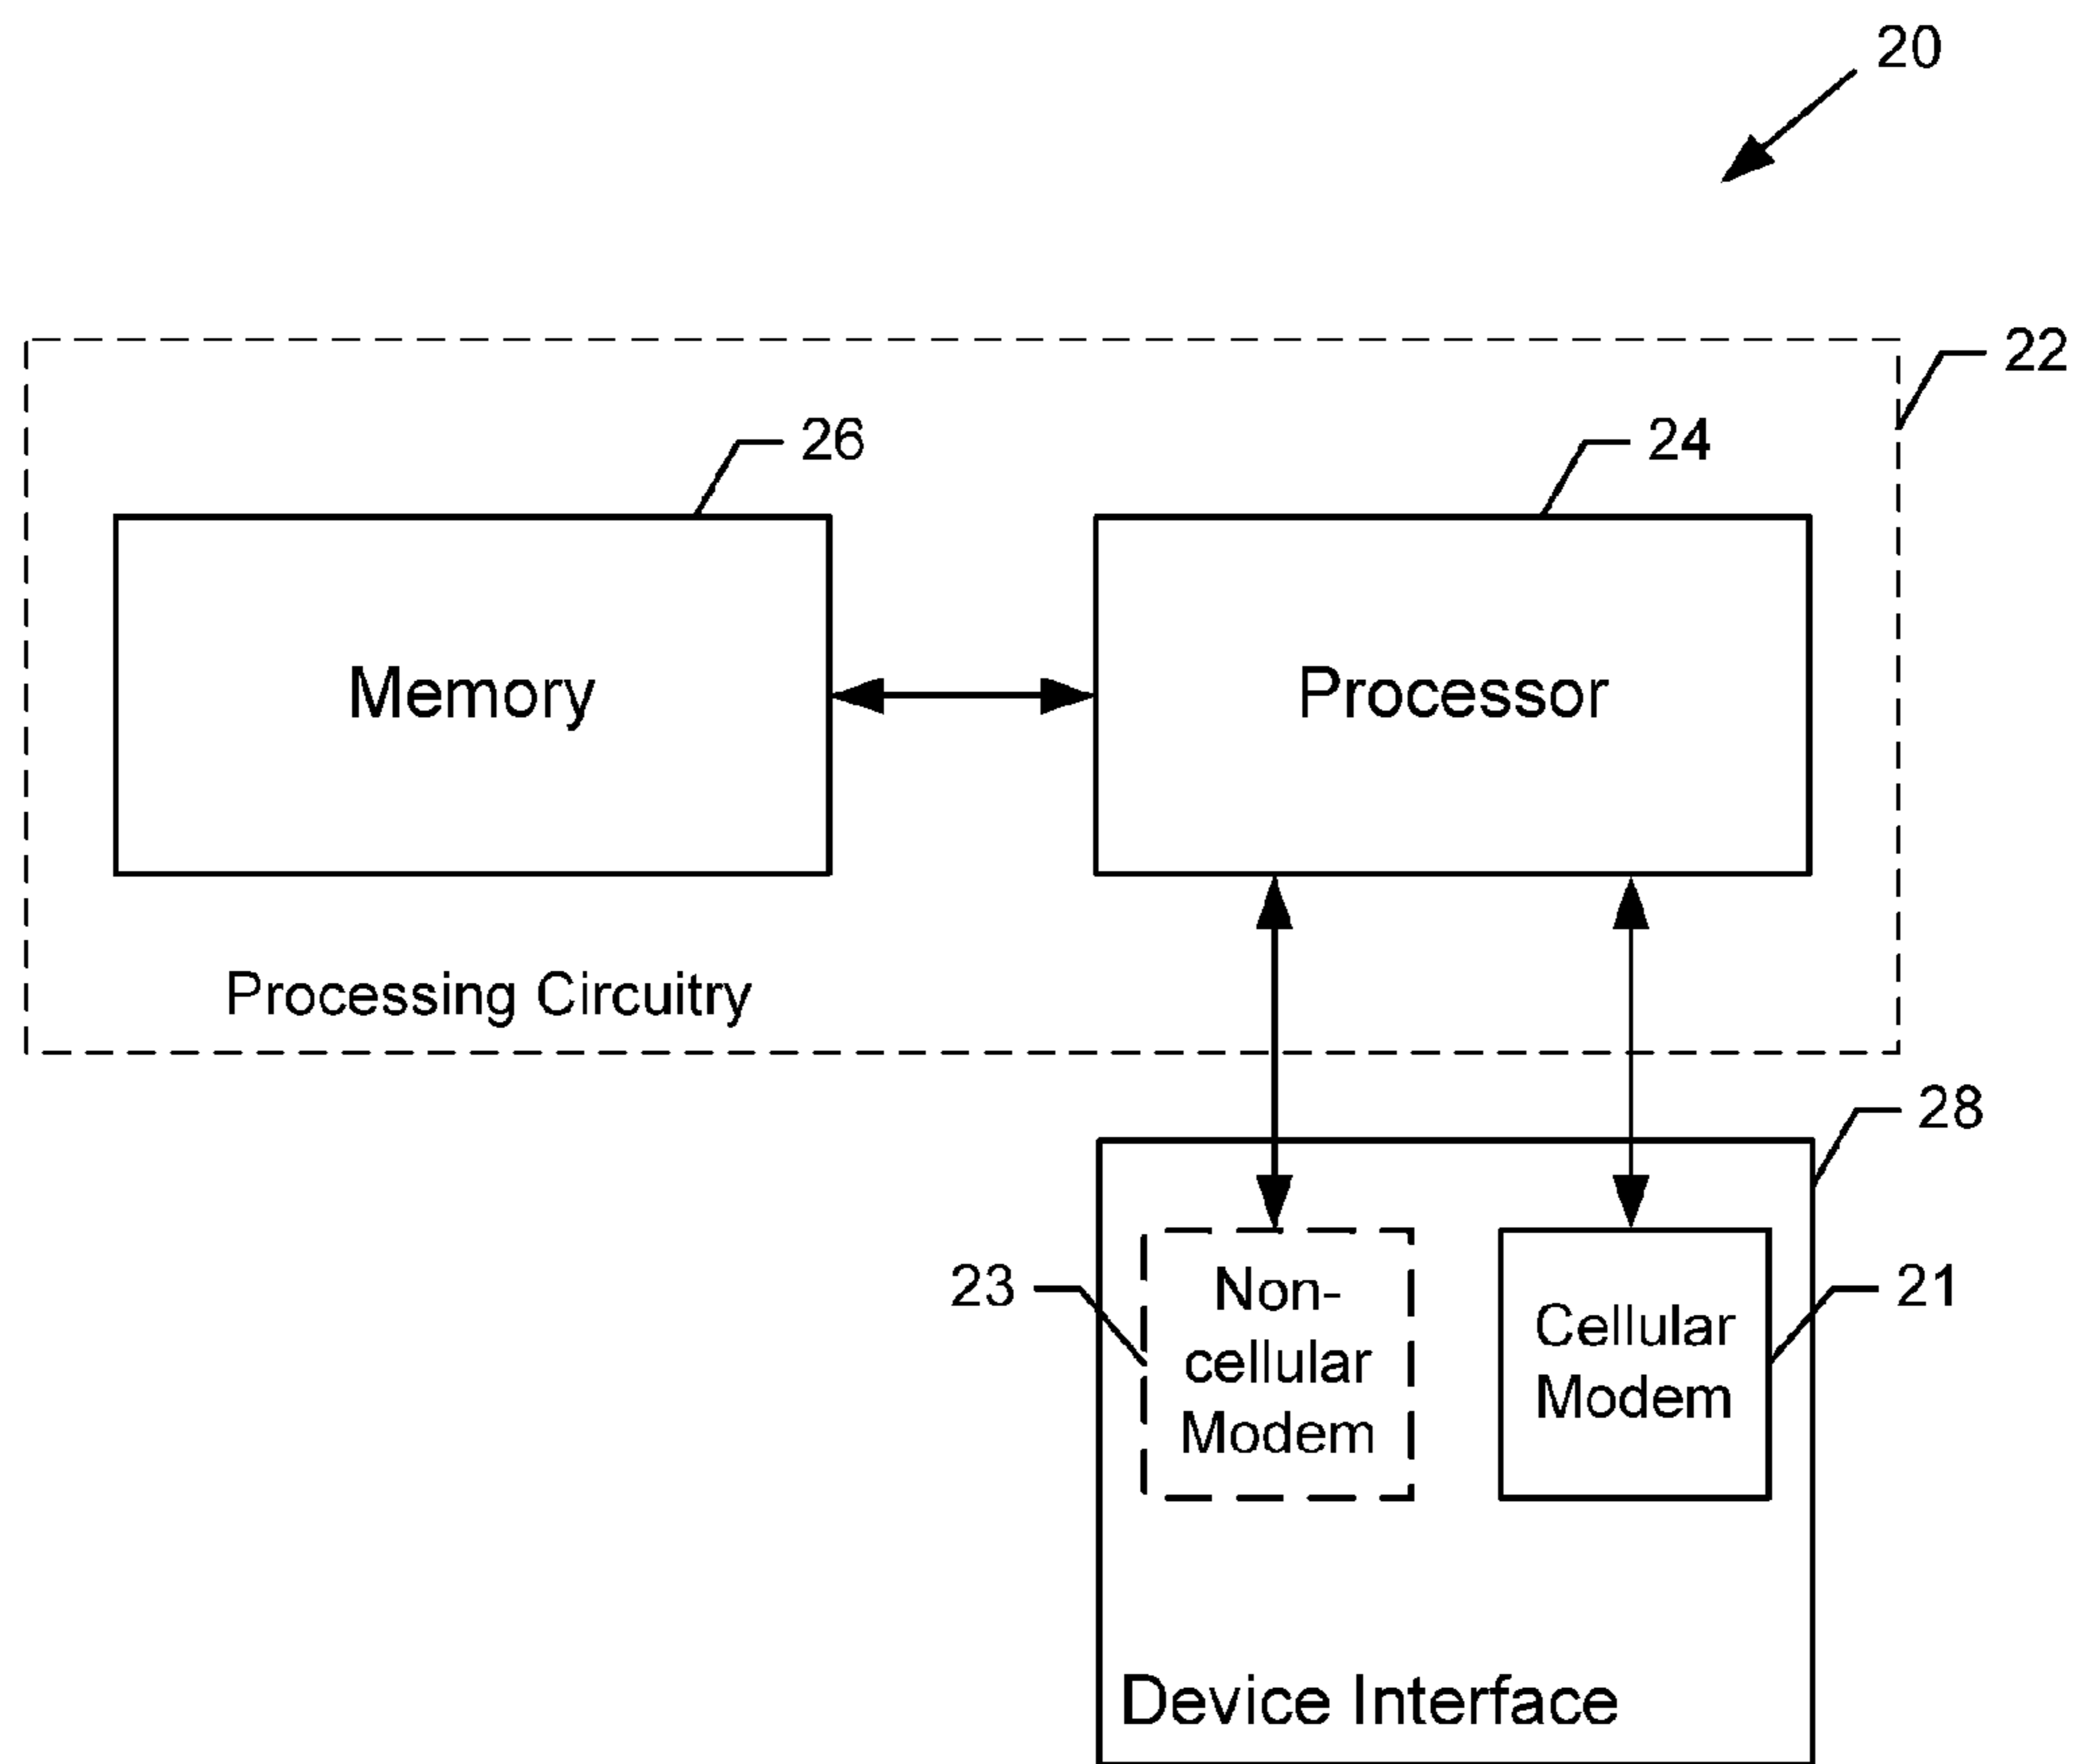 20
22
26
24
Memory
Processor
Processing Circuitry
28
23
Non-
cellular
Modem
Cellular
Modem
21
Device Interface